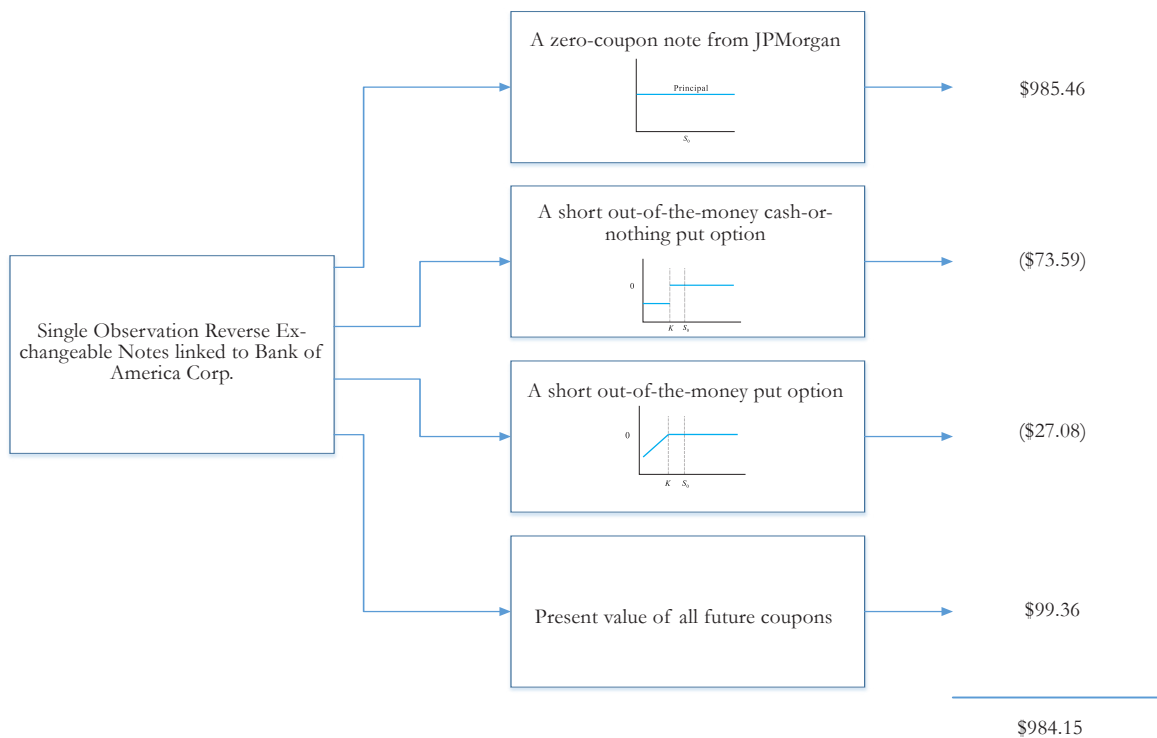 A zero-coupon note from JPMorgan
Principal
S₀
$985.46
A short out-of-the-money cash-or-
nothing put option
0
K
S₀
($73.59)
Single Observation Reverse Ex-
changeable Notes linked to Bank of
America Corp.
A short out-of-the-money put option
0
K
S₀
($27.08)
Present value of all future coupons
$99.36
$984.15